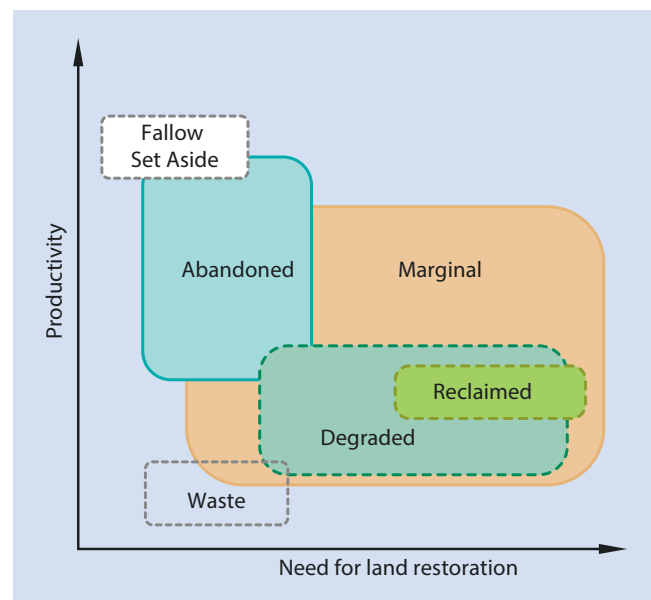 Fallow
Set Aside
Abandoned
Marginal
Reclaimed
Degraded
Waste
Productivity
Need for land restoration